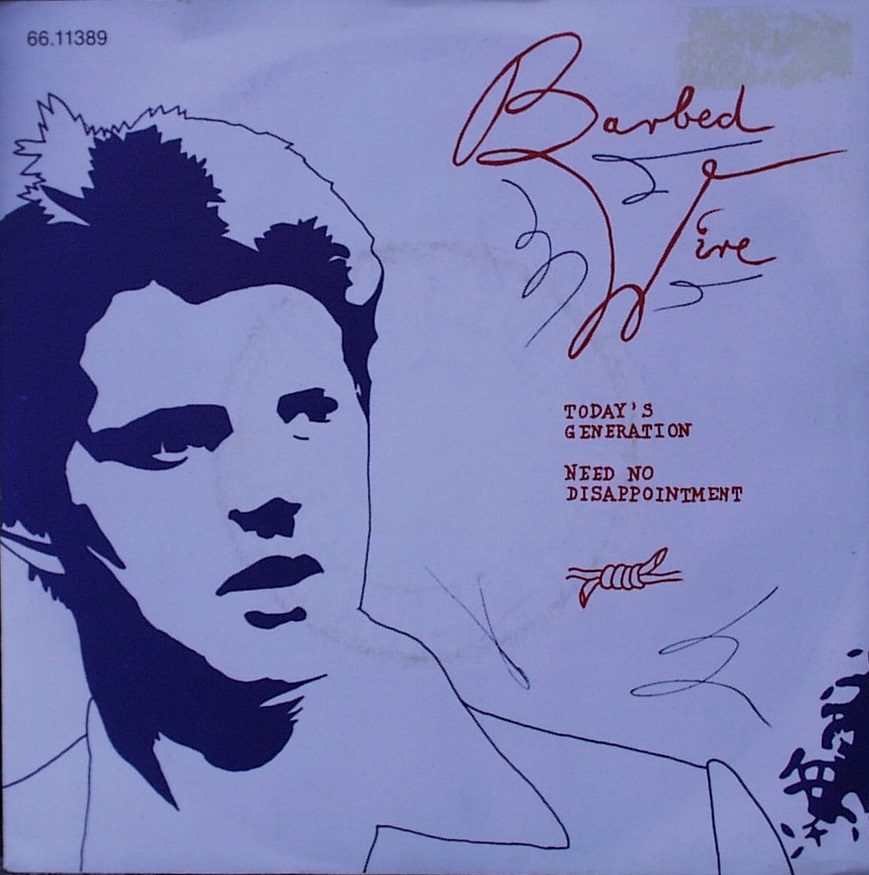 66.11389
Barbed
Wire
TODAY'S
GENERATION
NEED NO
DISAPPOINTMENT